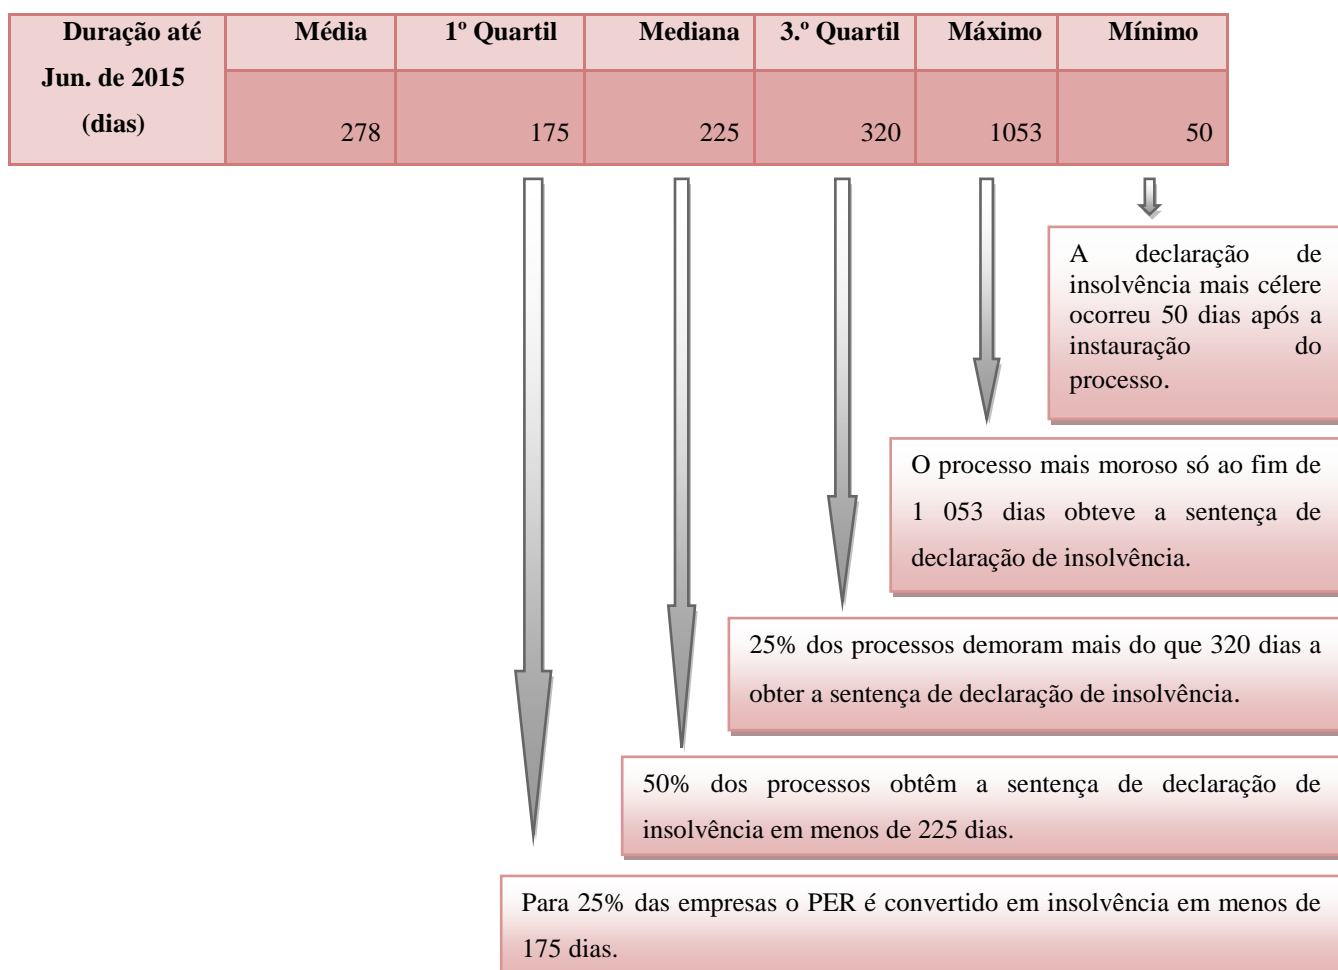 Duração até
Jun. de 2015
(dias)
Média 1º Quartil Mediana 3.º Quartil Máximo Mínimo
278 175 225 320 1053 50
A declaração de
insolvência mais célere
ocorreu 50 dias após a
instauração do
processo.
O processo mais moroso só ao fim de
1 053 dias obteve a sentença de
declaração de insolvência.
25% dos processos demoram mais do que 320 dias a
obter a sentença de declaração de insolvência.
50% dos processos obtêm a sentença de declaração de
insolvência em menos de 225 dias.
Para 25% das empresas o PER é convertido em insolvência em menos de
175 dias.